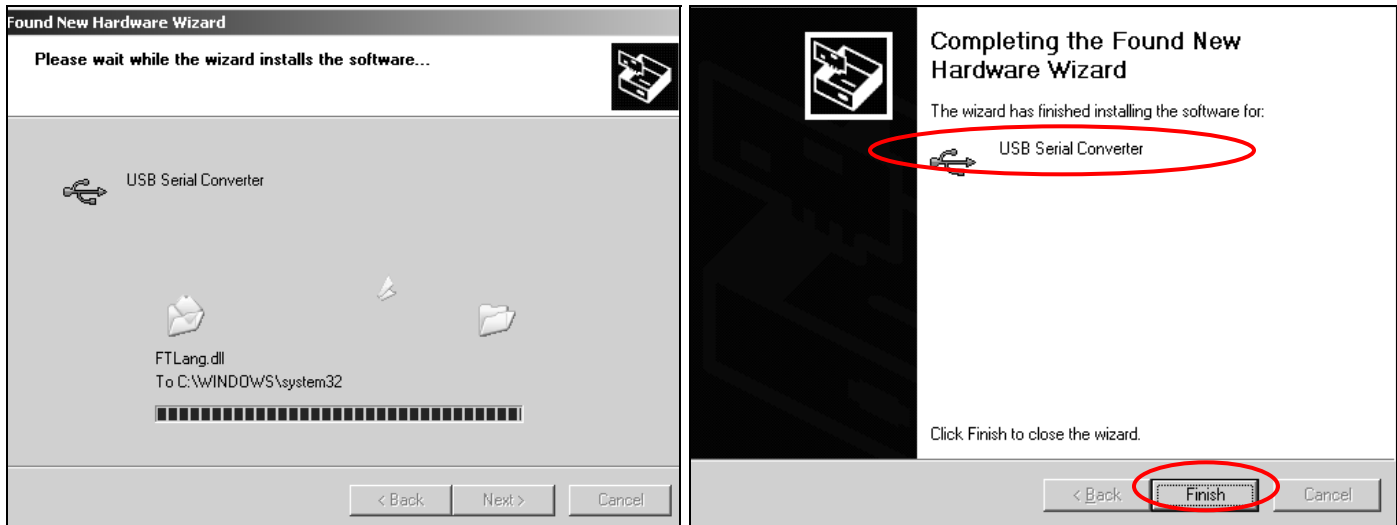 Found New Hardware Wizard
Please wait while the wizard installs the software...
USB Serial Converter
FTLang.dll
To C:\WINDOWS\system32
< Back
Next >
Cancel
Completing the Found New
Hardware Wizard
The wizard has finished installing the software for:
USB Serial Converter
Click Finish to close the wizard.
< Back
Finish
Cancel